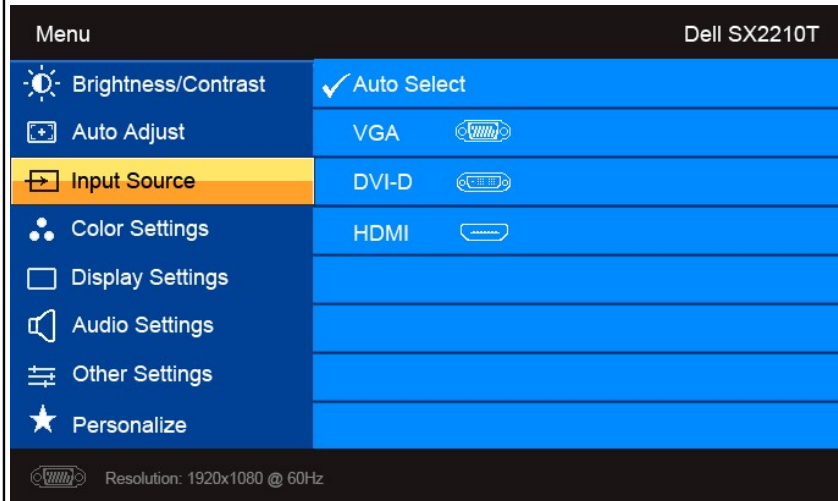 Menu Dell SX2210T
Brightness/Contrast Auto Select
Auto Adjust VGA
Input Source DVI-D
Color Settings HDMI
Display Settings
Audio Settings
Other Settings
Personalize
Resolution: 1920x1080 @ 60Hz